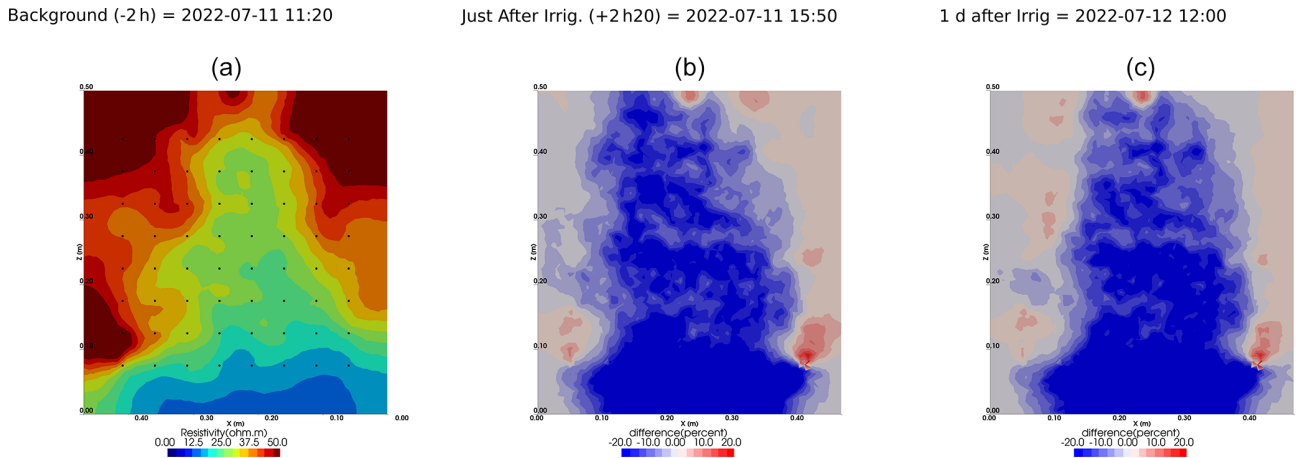 Background (-2 h) = 2022-07-11 11:20
Just After Irrig. (+2 h20) = 2022-07-11 15:50
1 d after Irrig = 2022-07-12 12:00
(a)
(b)
(c)
0.50
0.40
0.30
0.20
0.10
0.00
Z (m)
0.40
0.30
0.20
0.10
0.00
X (m)
Resistivity(ohm.m)
0.00 12.5 25.0 37.5 50.0
0.50
0.40
0.30
0.20
0.10
0.00
Z (m)
0.00
0.10
0.20
0.30
0.40
X (m)
difference(percent)
-20.0 -10.0 0.00 10.0 20.0
0.50
0.40
0.30
0.20
0.10
0.00
Z (m)
0.00
0.10
0.20
0.30
0.40
X (m)
difference(percent)
-20.0 -10.0 0.00 10.0 20.0